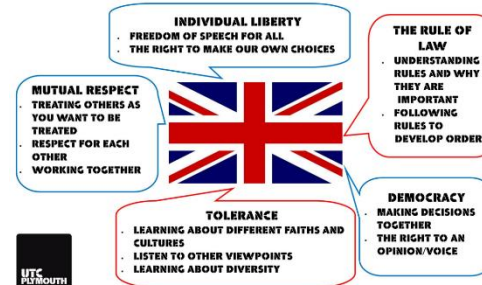 INDIVIDUAL LIBERTY
. FREEDOM OF SPEECH FOR ALL
. THE RIGHT TO MAKE OUR OWN CHOICES
THE RULE OF
LAW
. UNDERSTANDING
RULES AND WHY
THEY ARE
IMPORTANT
. FOLLOWING
RULES TO
DEVELOP ORDER
MUTUAL RESPECT
. TREATING OTHERS AS
YOU WANT TO BE
TREATED
. RESPECT FOR EACH
OTHER
. WORKING TOGETHER
DEMOCRACY
. MAKING DECISIONS
TOGETHER
. THE RIGHT TO AN
OPINION/VOICE
TOLERANCE
. LEARNING ABOUT DIFFERENT FAITHS AND
CULTURES
. LISTEN TO OTHER VIEWPOINTS
. LEARNING ABOUT DIVERSITY
UTC
PLYMOUTH